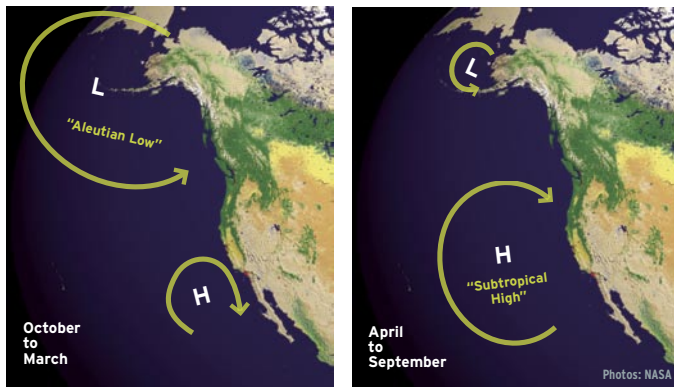 L
“Aleutian Low”
H
October
to
March
L
H
“Subtropical
High”
April
to
September
Photos: NASA